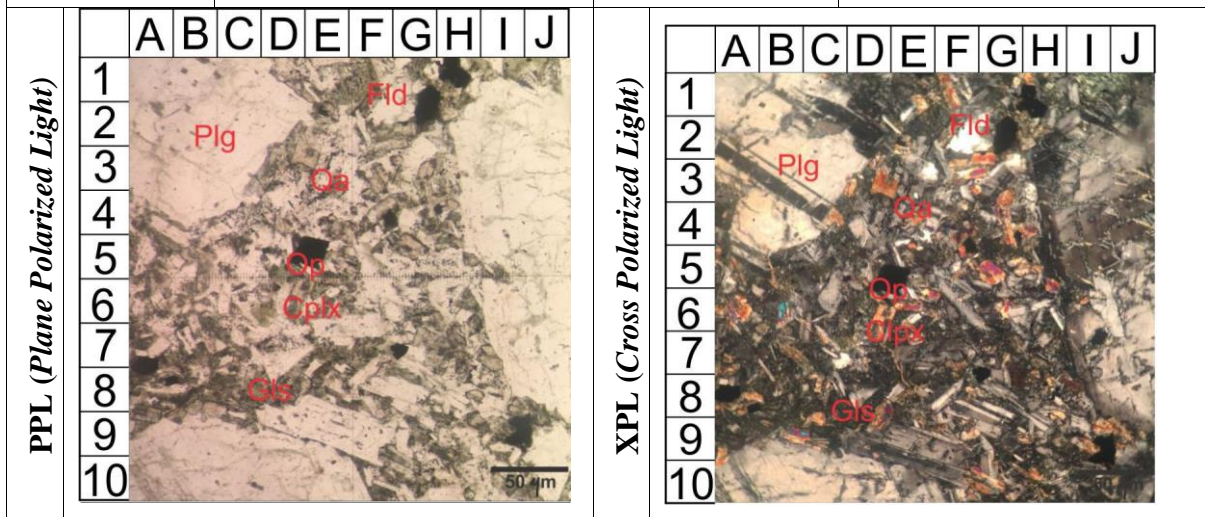 PPL (Plane Polarized Light)
A B C D E F G H I J
1
2
3
4
5
6
7
8
9
10
Fld
Plg
Qa
Op
Cplx
Gls
50 µm
XPL (Cross Polarized Light)
A B C D E F G H I J
1
2
3
4
5
6
7
8
9
10
Fld
Plg
Qa
Op
Clpx
Gls
50 µm